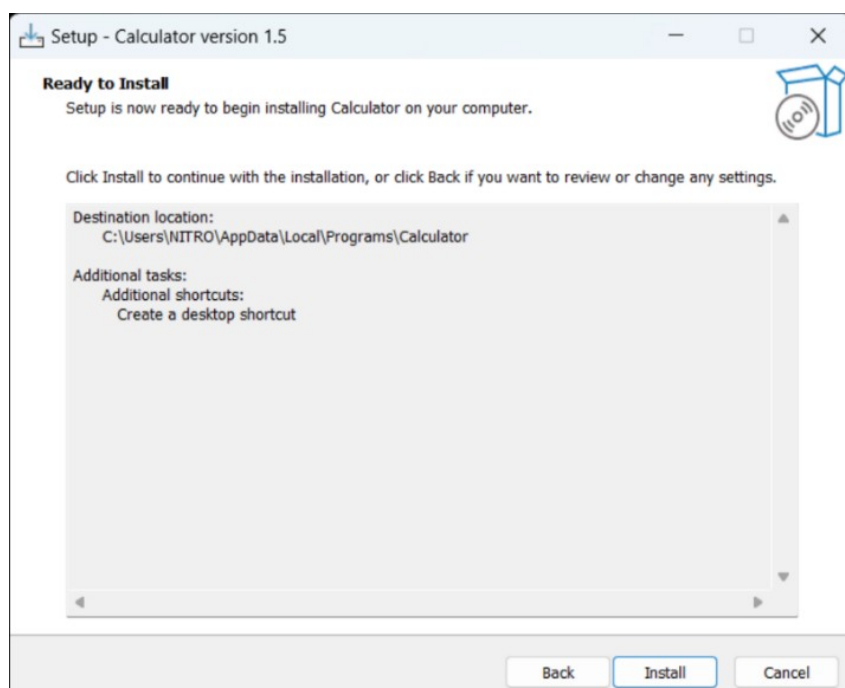 Setup - Calculator version 1.5
Ready to Install
Setup is now ready to begin installing Calculator on your computer.
Click Install to continue with the installation, or click Back if you want to review or change any settings.
Destination location:
C:\Users\NITRO\AppData\Local\Programs\Calculator
Additional tasks:
Additional shortcuts:
Create a desktop shortcut
Back Install Cancel